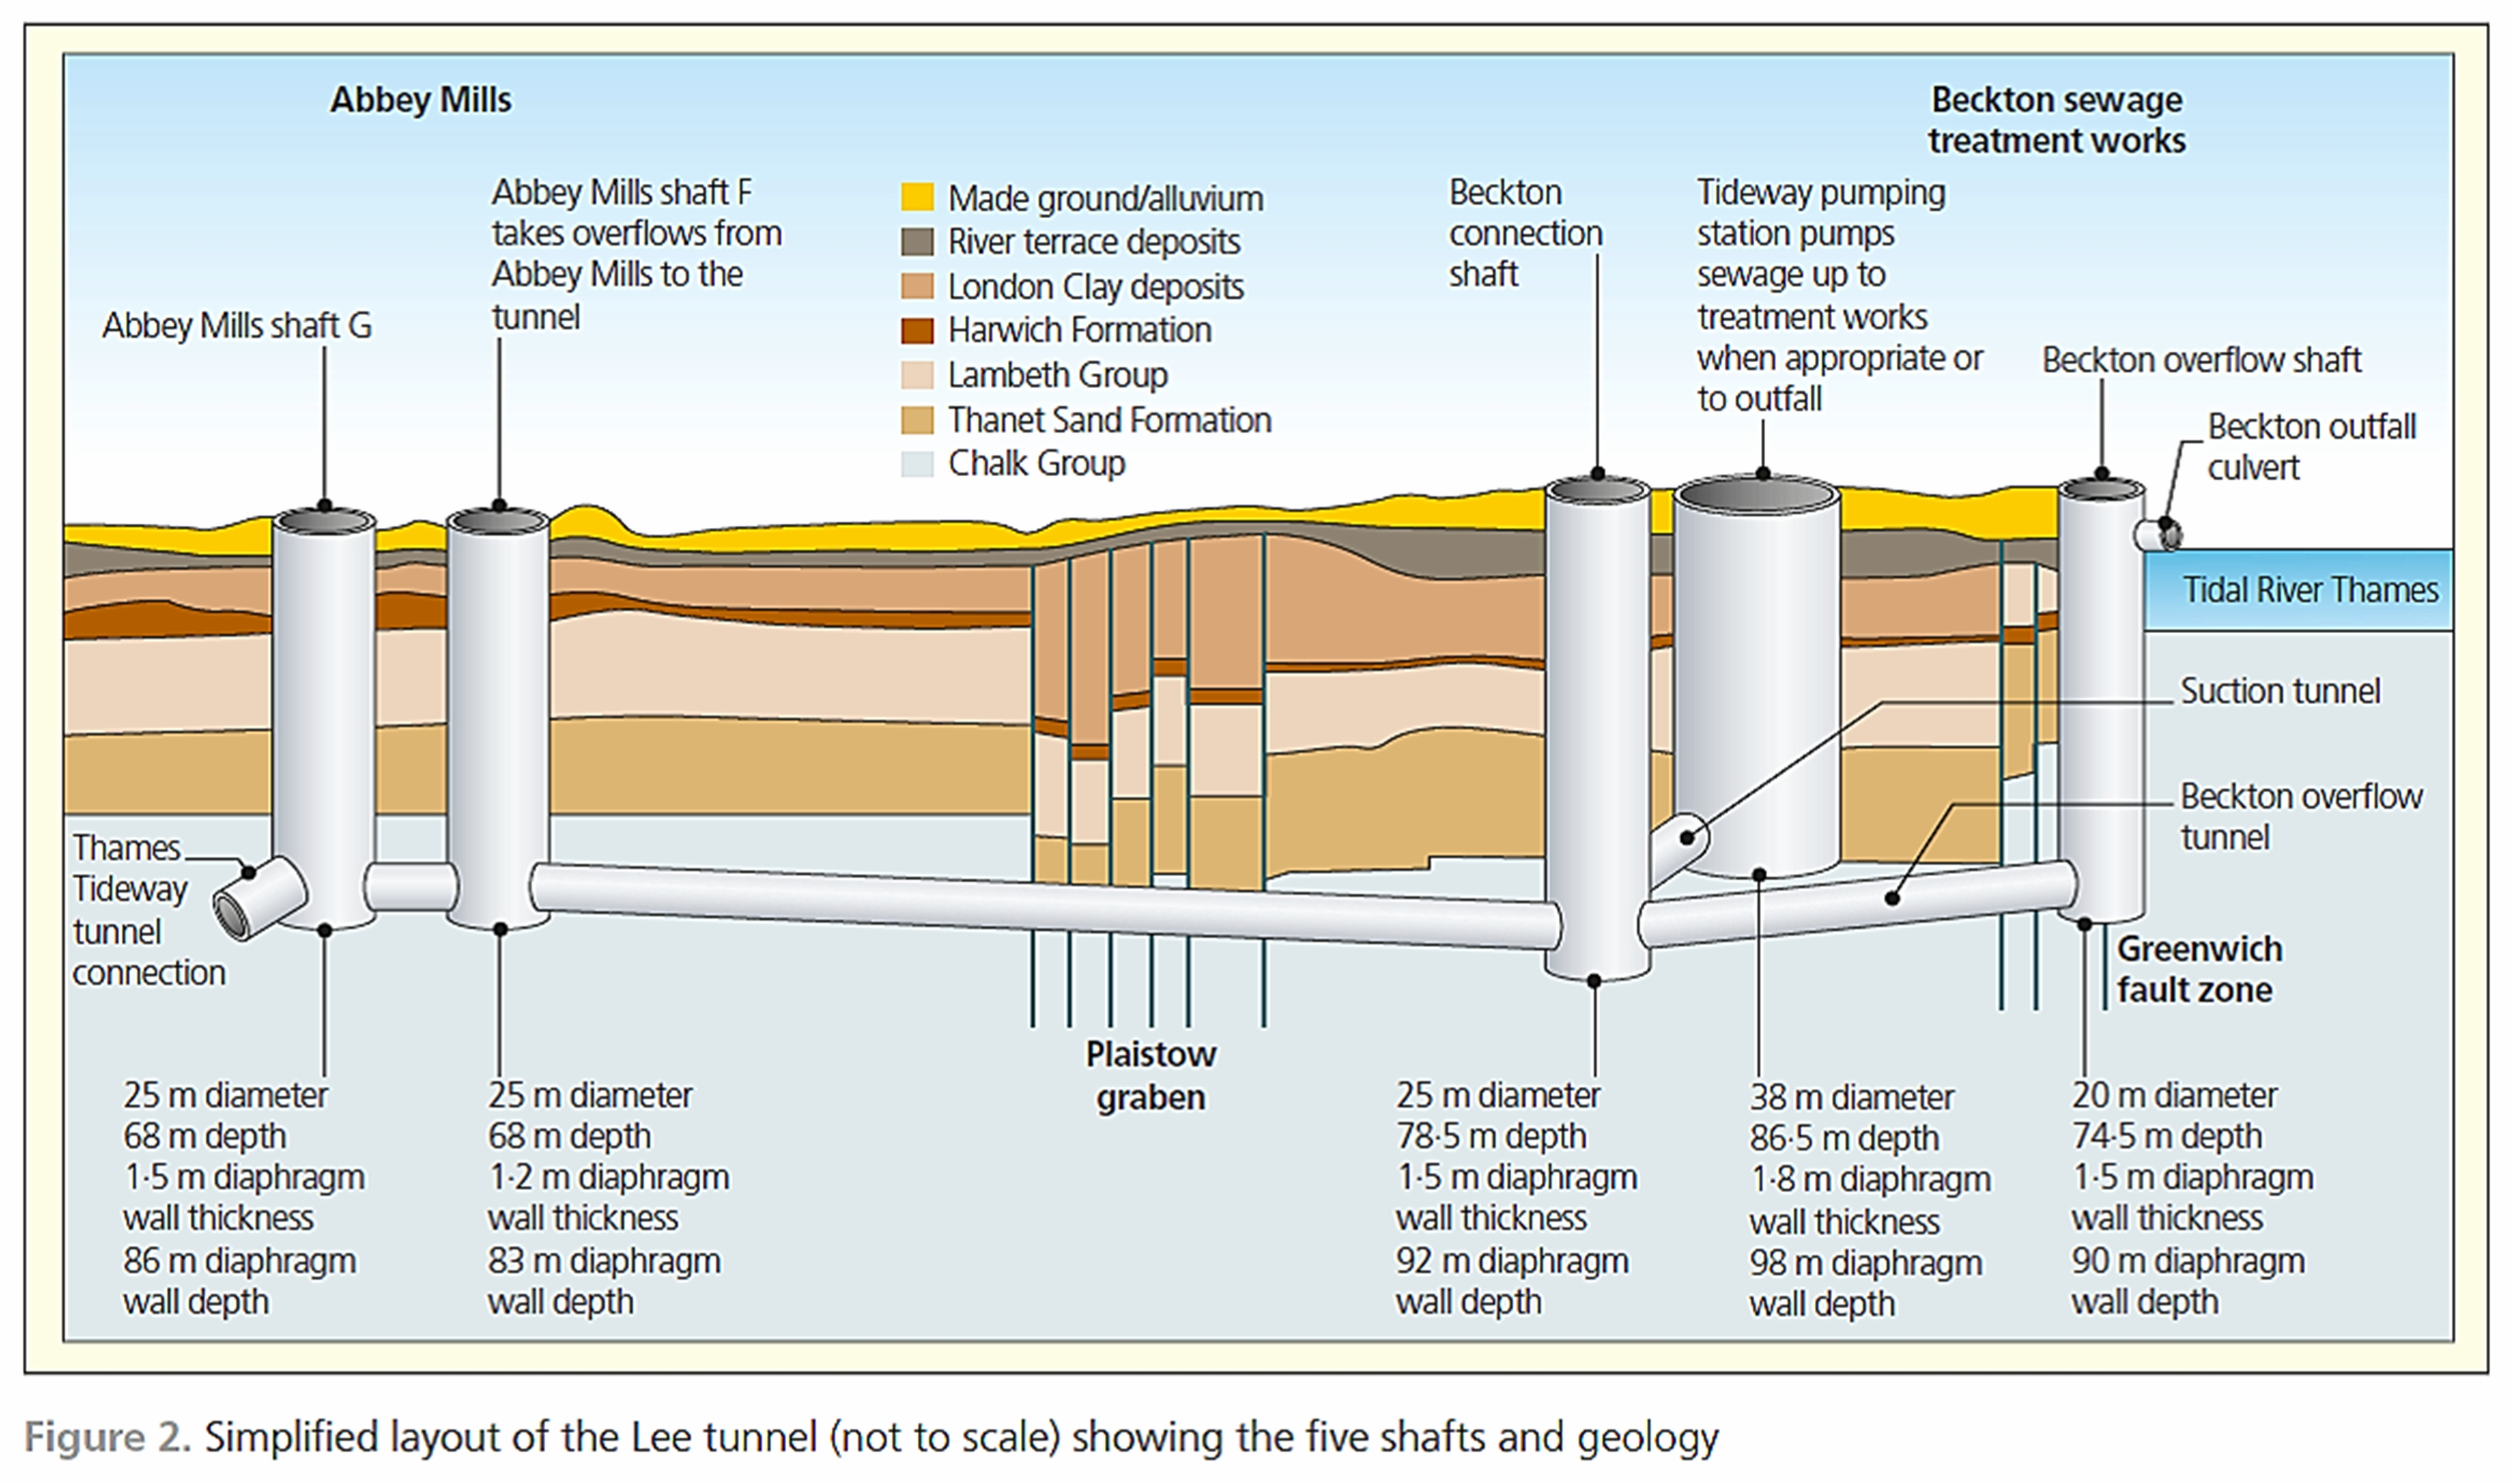 Abbey Mills
Beckton sewage
treatment works
Abbey Mills shaft G
Abbey Mills shaft F
takes overflows from
Abbey Mills to the
tunnel
Made ground/alluvium
River terrace deposits
London Clay deposits
Harwich Formation
Lambeth Group
Thanet Sand Formation
Chalk Group
Beckton
connection
shaft
Tideway pumping
station pumps
sewage up to
treatment works
when appropriate or
to outfall
Beckton overflow shaft
Beckton outfall
culvert
Tidal River Thames
Suction tunnel
Beckton overflow
tunnel
Thames
Tideway
tunnel
connection
Plaistow
graben
Greenwich
fault zone
25 m diameter
68 m depth
1·5 m diaphragm
wall thickness
86 m diaphragm
wall depth
25 m diameter
68 m depth
1·2 m diaphragm
wall thickness
83 m diaphragm
wall depth
25 m diameter
78·5 m depth
1·5 m diaphragm
wall thickness
92 m diaphragm
wall depth
38 m diameter
86·5 m depth
1·8 m diaphragm
wall thickness
98 m diaphragm
wall depth
20 m diameter
74·5 m depth
1·5 m diaphragm
wall thickness
90 m diaphragm
wall depth
Figure 2. Simplified layout of the Lee tunnel (not to scale) showing the five shafts and geology